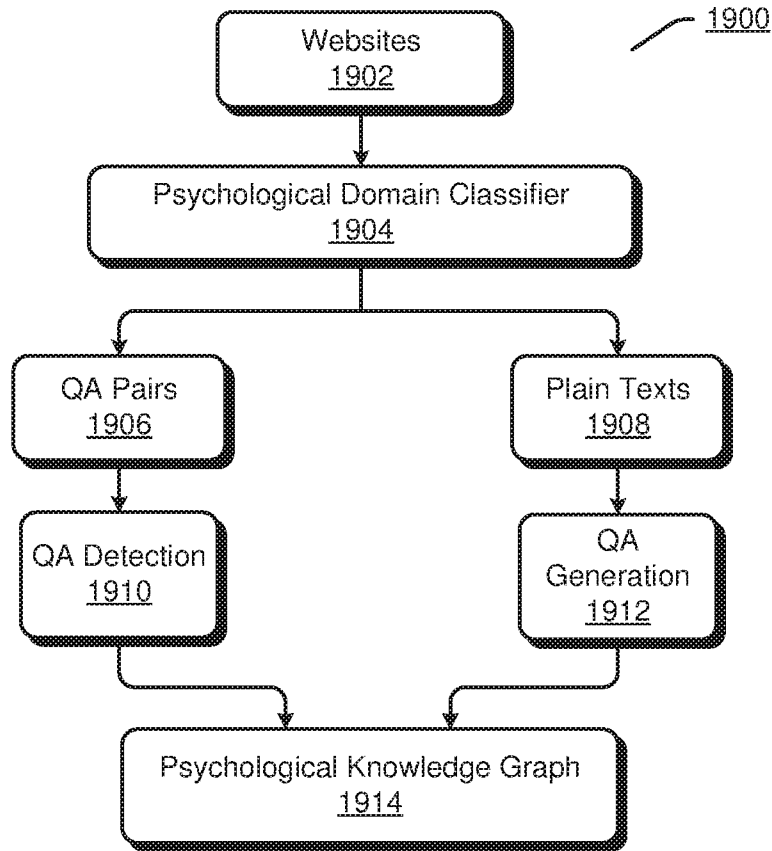 1900
Websites
1902
Psychological Domain Classifier
1904
QA Pairs
1906
Plain Texts
1908
QA Detection
1910
QA
Generation
1912
Psychological Knowledge Graph
1914